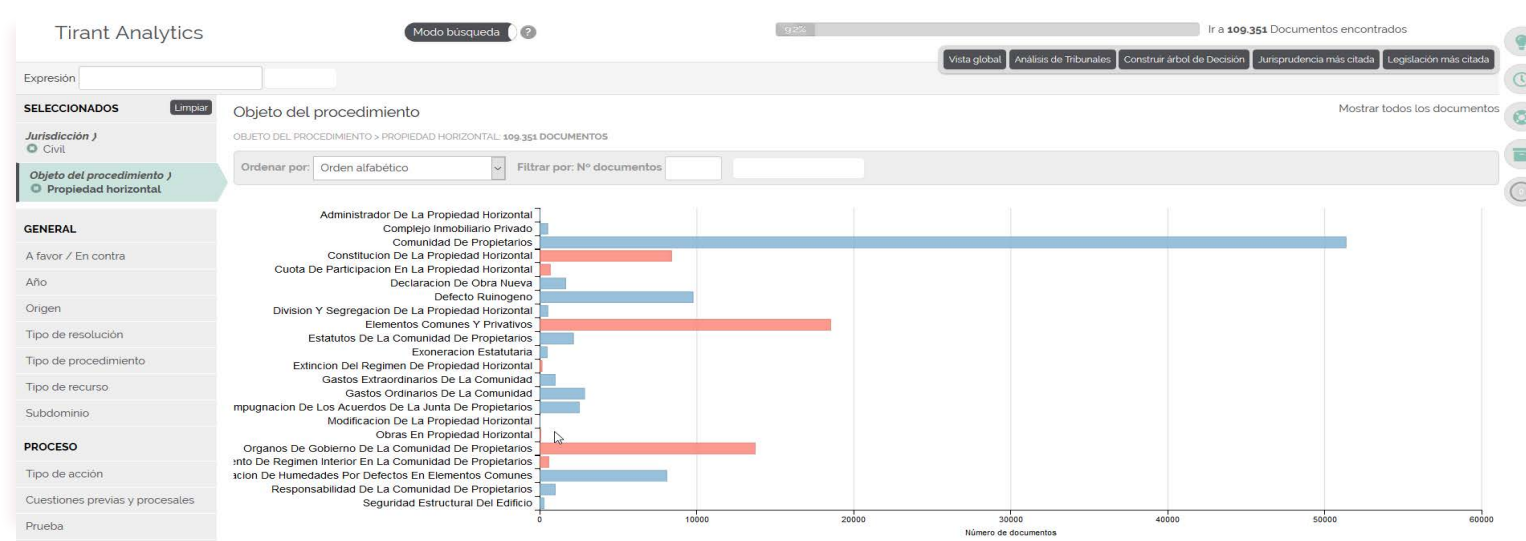 Tirant Analytics
Modo búsqueda ?
9.2%
Ir a 109.351 Documentos encontrados
Vista global Análisis de Tribunales Construir árbol de Decisión Jurisprudencia más citada Legislación más citada
Expresión
SELECCIONADOS Limpiar
Jurisdicción )
Civil
Objeto del procedimiento )
Propiedad horizontal
GENERAL
A favor / En contra
Año
Origen
Tipo de resolución
Tipo de procedimiento
Tipo de recurso
Subdominio
PROCESO
Tipo de acción
Cuestiones previas y procesales
Prueba
Objeto del procedimiento
Mostrar todos los documentos
OBJETO DEL PROCEDIMIENTO > PROPIEDAD HORIZONTAL: 109.351 DOCUMENTOS
Ordenar por: Orden alfabético Filtrar por: Nº documentos
Administrador De La Propiedad Horizontal
Complejo Inmobiliario Privado
Comunidad De Propietarios
Constitucion De La Propiedad Horizontal
Cuota De Participacion En La Propiedad Horizontal
Declaracion De Obra Nueva
Defecto Ruinogeno
Division Y Segregacion De La Propiedad Horizontal
Elementos Comunes Y Privativos
Estatutos De La Comunidad De Propietarios
Exoneracion Estatutaria
Extincion Del Regimen De Propiedad Horizontal
Gastos Extraordinarios De La Comunidad
Gastos Ordinarios De La Comunidad
mpugnacion De Los Acuerdos De La Junta De Propietarios
Modificacion De La Propiedad Horizontal
Obras En Propiedad Horizontal
Organos De Gobierno De La Comunidad De Propietarios
nto De Regimen Interior En La Comunidad De Propietarios
acion De Humedades Por Defectos En Elementos Comunes
Responsabilidad De La Comunidad De Propietarios
Seguridad Estructural Del Edificio
0 10000 20000 30000 40000 50000 60000
Número de documentos